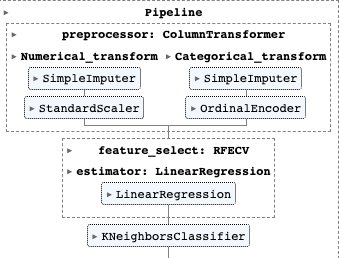 Pipeline
preprocessor: ColumnTransformer
Numerical_transform Categorical_transform
SimpleImputer SimpleImputer
StandardScaler OrdinalEncoder
feature_select: RFECV
estimator: LinearRegression
LinearRegression
KNeighborsClassifier